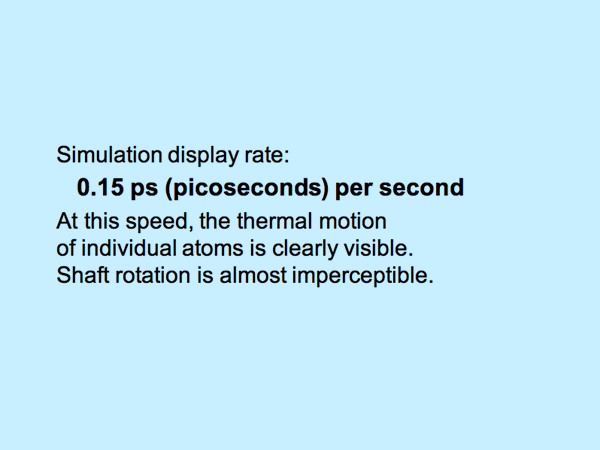 Simulation display rate:
0.15 ps (picoseconds) per second
At this speed, the thermal motion
of individual atoms is clearly visible.
Shaft rotation is almost imperceptible.